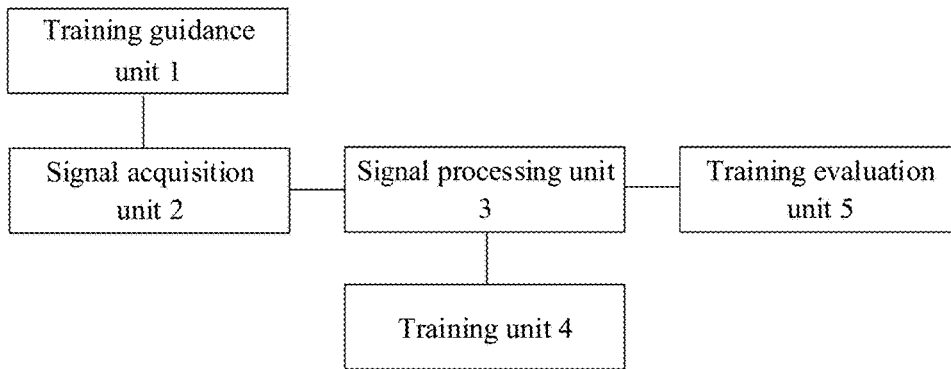 Training guidance
unit 1
Signal acquisition
unit 2
Signal processing unit
3
Training evaluation
unit 5
Training unit 4